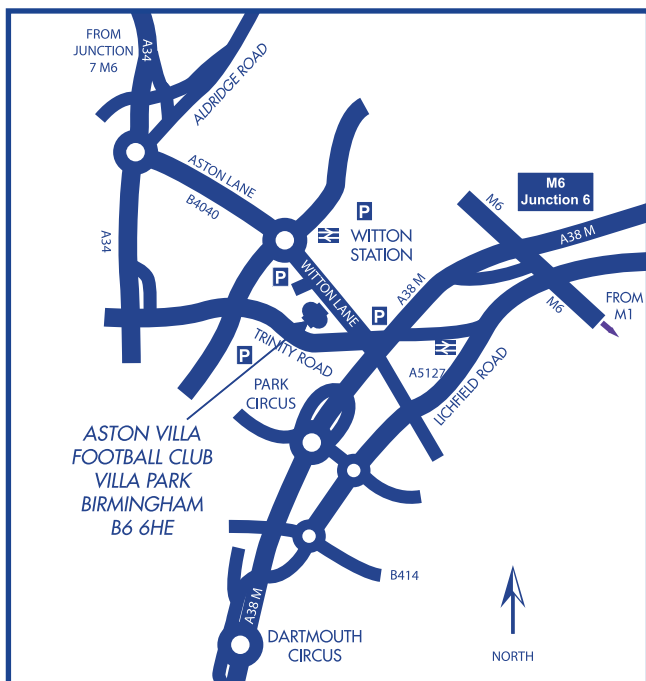 FROM
JUNCTION
7 M6
A34
ALDRIDGE ROAD
ASTON LANE
B4040
A34
P
WITTON
STATION
M6
Junction 6
M6
A38 M
A38 M
M6
FROM
M1
P
WITTON LANE
P
TRINITY ROAD
P
A5127
LICHFIELD ROAD
PARK
CIRCUS
ASTON VILLA
FOOTBALL CLUB
VILLA PARK
BIRMINGHAM
B6 6HE
B414
A38 M
DARTMOUTH
CIRCUS
NORTH